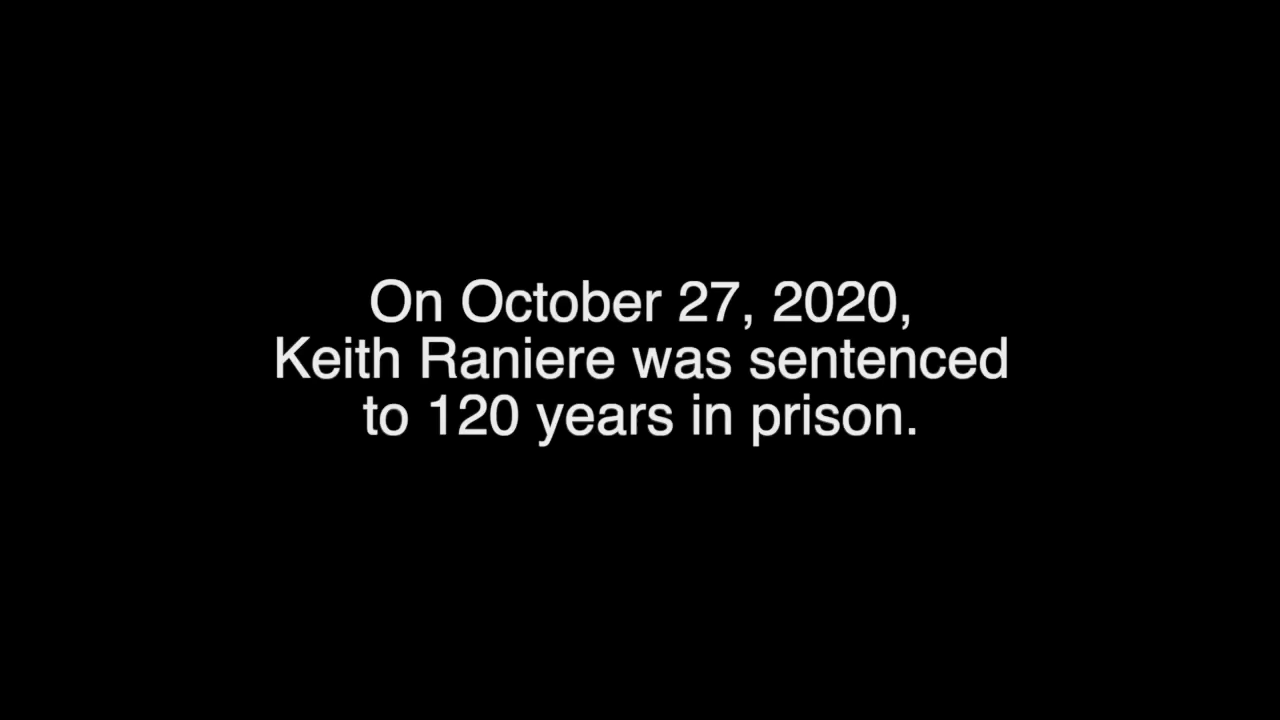 On October 27, 2020,
Keith Raniere was sentenced
to 120 years in prison.